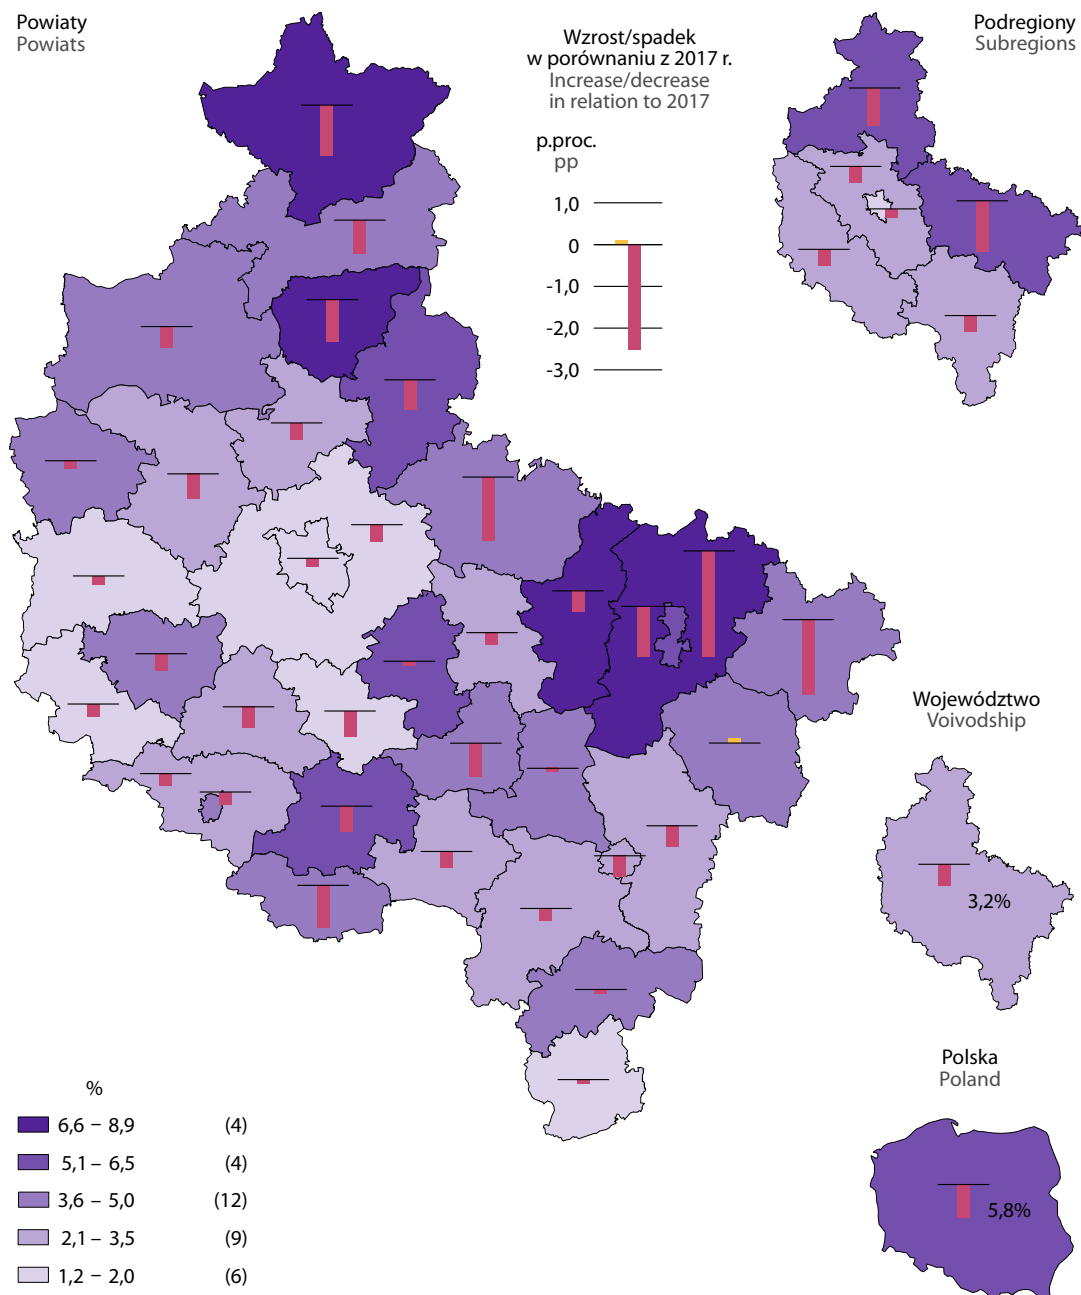 Powiaty
Powiats
Wzrost/spadek
w porównaniu z 2017 r.
Increase/decrease
in relation to 2017
p.proc.
pp
1,0
0
-1,0
-2,0
-3,0
Podregiony
Subregions
Województwo
Voivodship
3,2%
Polska
Poland
5,8%
%
6,6 – 8,9 (4)
5,1 – 6,5 (4)
3,6 – 5,0 (12)
2,1 – 3,5 (9)
1,2 – 2,0 (6)